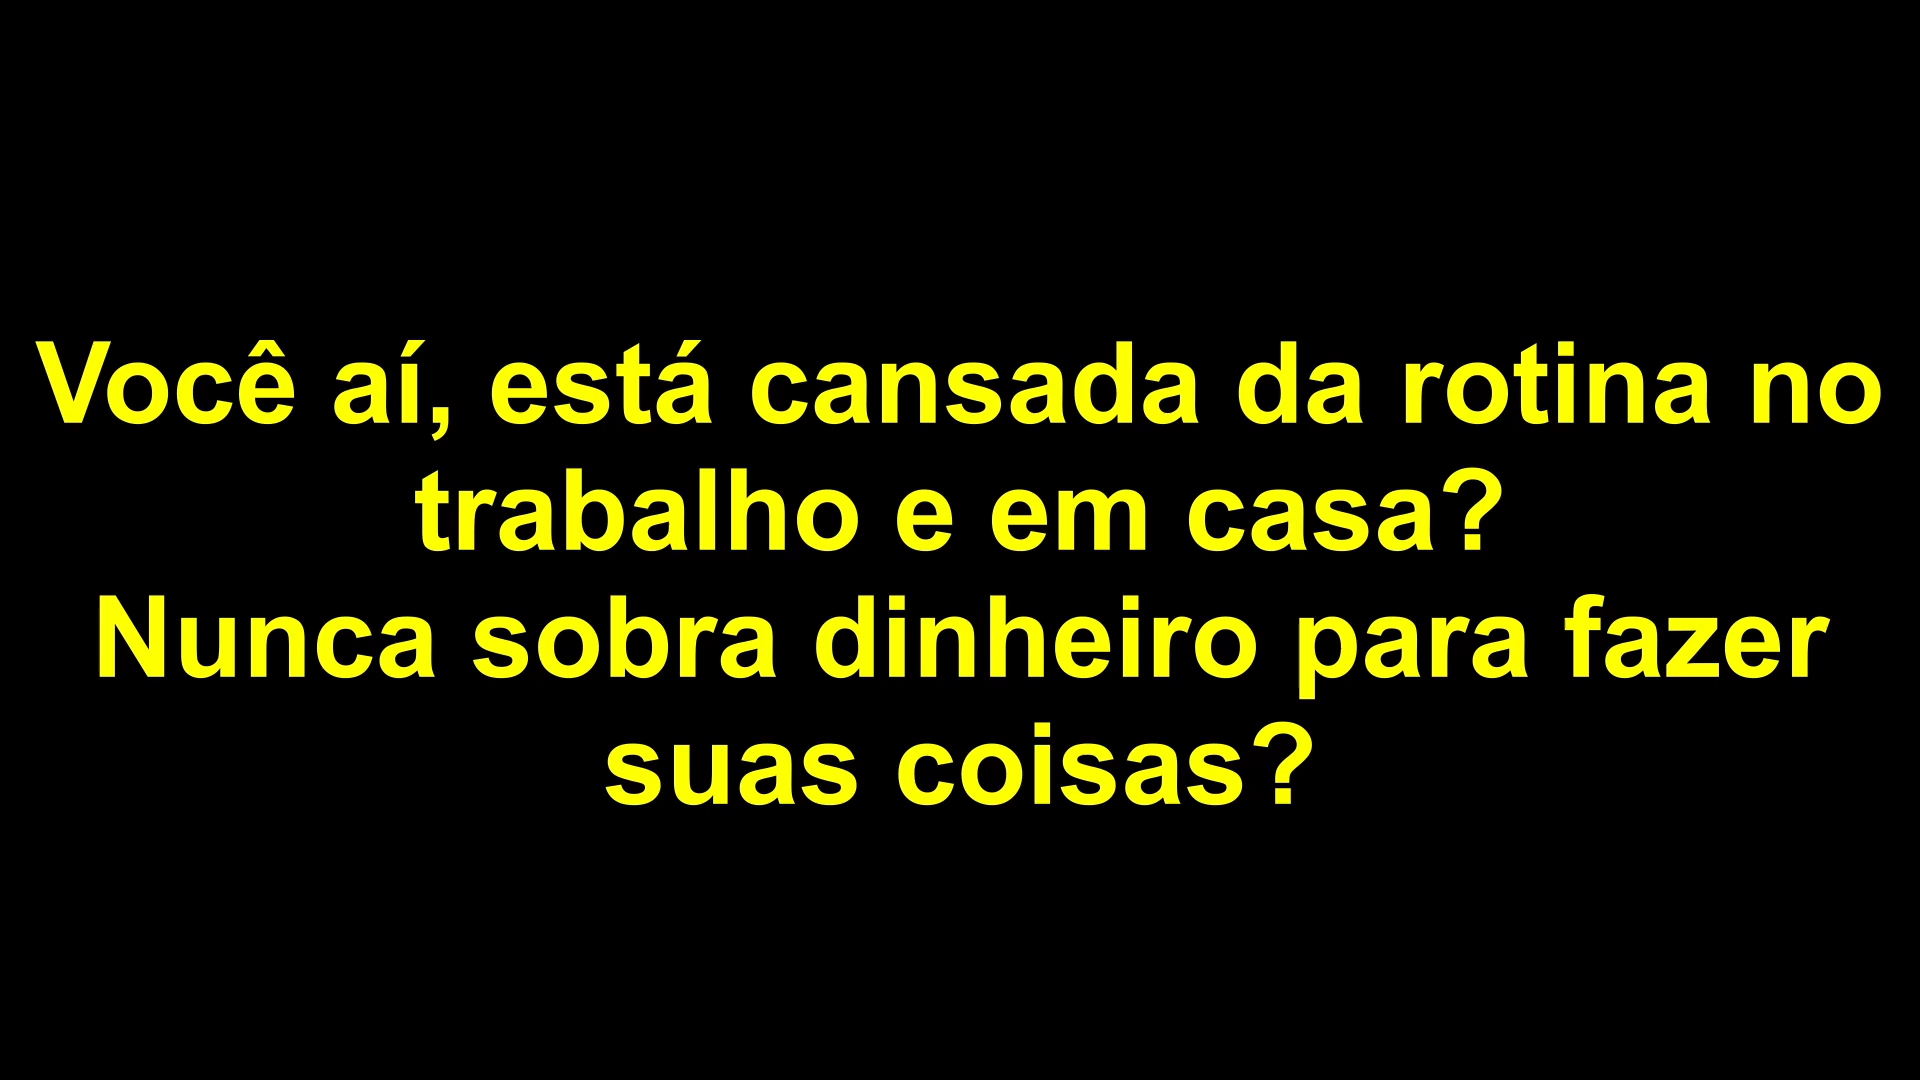 Você aí, está cansada da rotina no
trabalho e em casa?
Nunca sobra dinheiro para fazer
suas coisas?